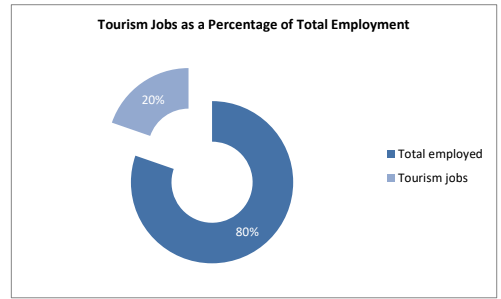 Tourism Jobs as a Percentage of Total Employment
20%
Total employed
Tourism jobs
80%